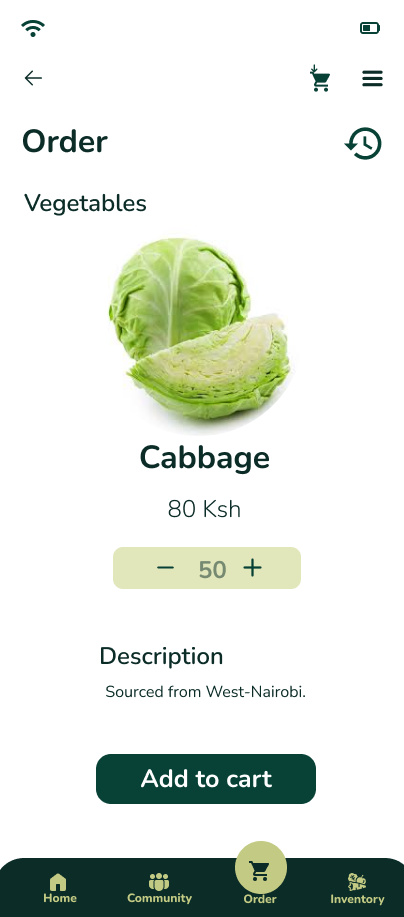 Order
Vegetables
Cabbage
80 Ksh
− 50 +
Description
Sourced from West-Nairobi.
Add to cart
Home Community Order Inventory